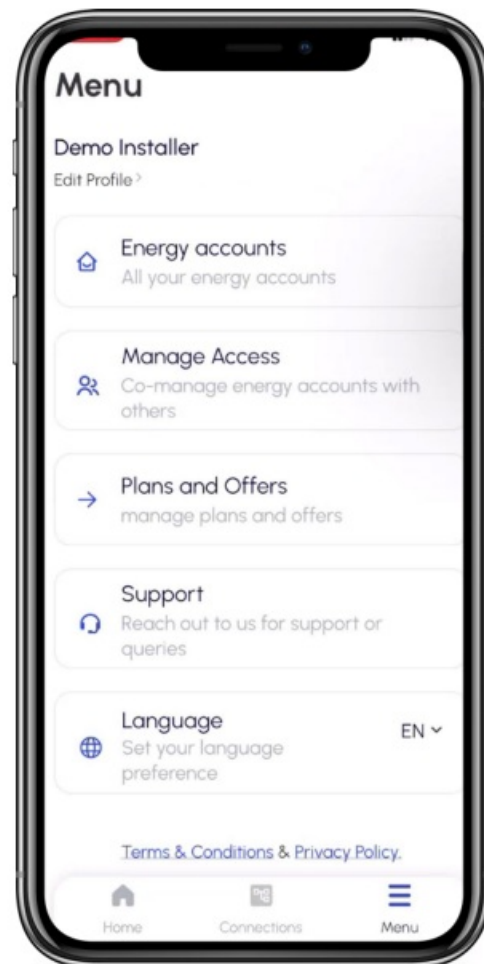 Menu
Demo Installer
Edit Profile >
Energy accounts
All your energy accounts
Manage Access
Co-manage energy accounts with
others
Plans and Offers
manage plans and offers
Support
Reach out to us for support or
queries
Language
EN
Set your language
preference
Terms & Conditions & Privacy Policy.
Home
Connections
Menu